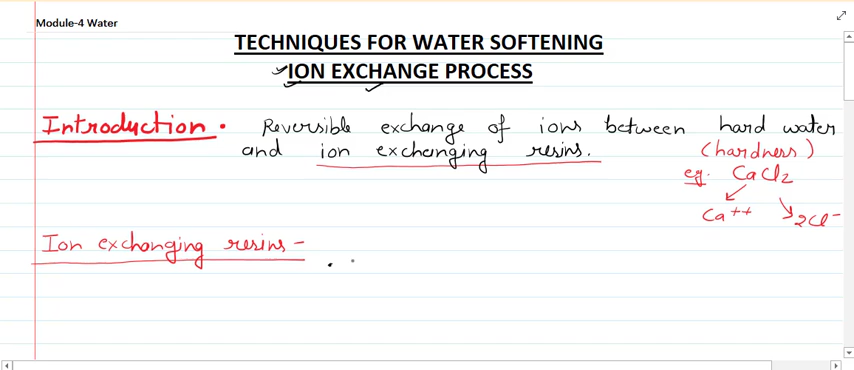 Module-4 Water
TECHNIQUES FOR WATER SOFTENING
ION EXCHANGE PROCESS
Introduction. Reversible exchange of ions between hard water
and ion exchanging resins. (hardness)
eg. CaCl2
Ca++ 2Cl-
Ion exchanging resins-